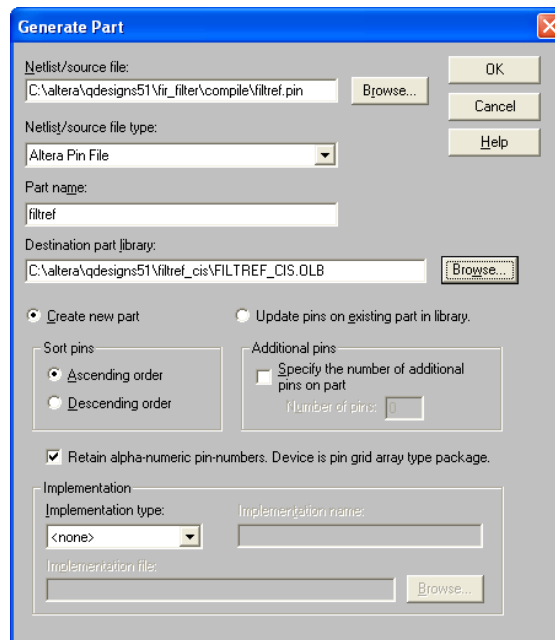 Generate Part
Netlist/source file:
C:\altera\qdesigns51\fir_filter\compile\filtref.pin
Browse...
OK
Cancel
Help
Netlist/source file type:
Altera Pin File
Part name:
filtref
Destination part library:
C:\altera\qdesigns51\filtref_cis\FILTREF_CIS.OLB
Browse...
Create new part
Update pins on existing part in library.
Sort pins
Ascending order
Descending order
Additional pins
Specify the number of additional
pins on part
Number of pins: 0
Retain alpha-numeric pin-numbers. Device is pin grid array type package.
Implementation
Implementation type:
<none>
Implementation name:
Implementation file:
Browse...